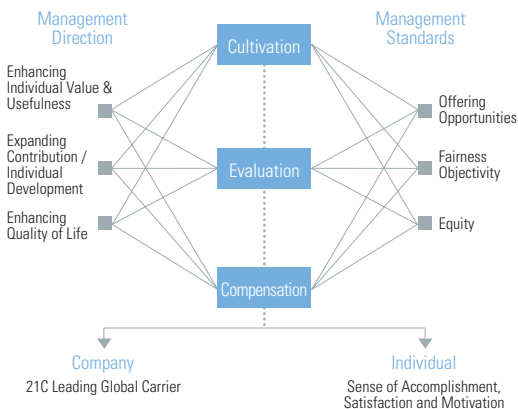 Management
Direction
Management
Standards
Cultivation
Enhancing
Individual Value &
Usefulness
Offering
Opportunities
Expanding
Contribution /
Individual
Development
Evaluation
Fairness
Objectivity
Enhancing
Quality of Life
Equity
Compensation
Company
21C Leading Global Carrier
Individual
Sense of Accomplishment,
Satisfaction and Motivation